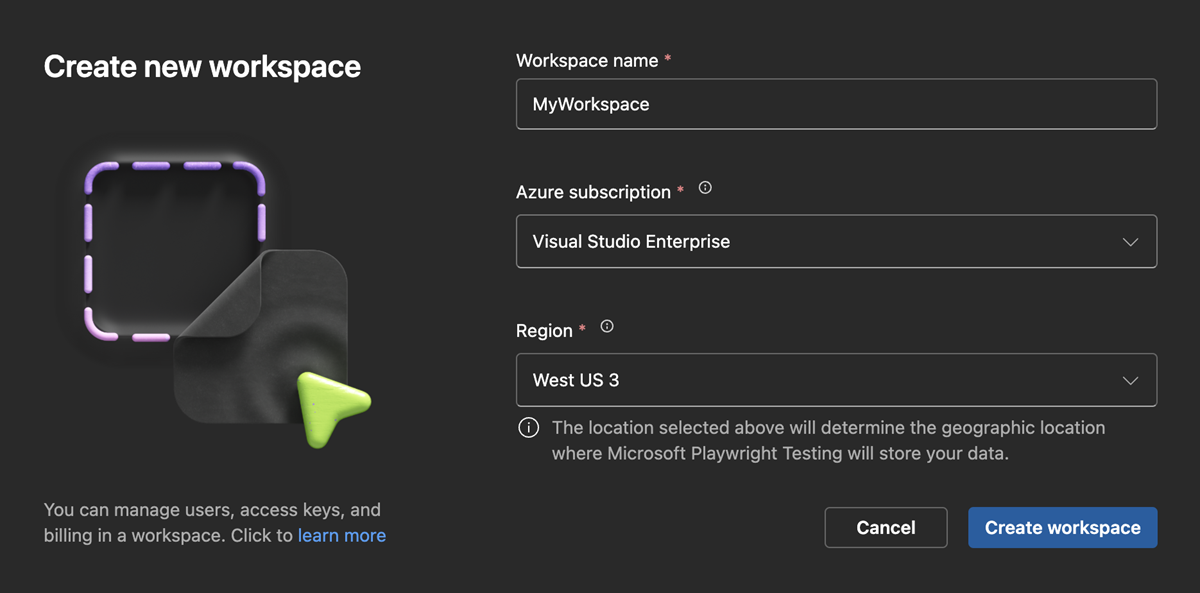 Create new workspace
You can manage users, access keys, and
billing in a workspace. Click to learn more
Workspace name *
MyWorkspace
Azure subscription *
Visual Studio Enterprise
Region *
West US 3
The location selected above will determine the geographic location
where Microsoft Playwright Testing will store your data.
Cancel
Create workspace